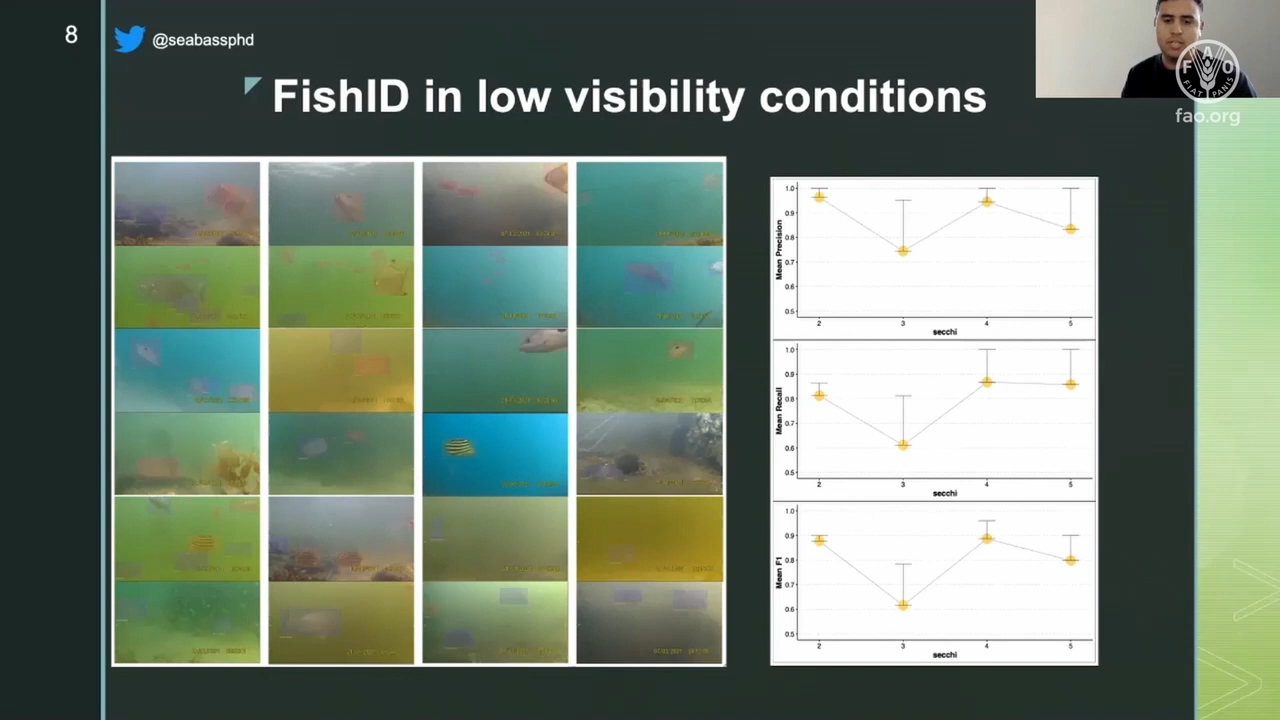 8
@seabassphd
FishID in low visibility conditions
FAO
FIAT PANIS
fao.org
Mean Precision
1.0
0.9
0.8
0.7
0.6
0.5
2 3 4 5
secchi
Mean Recall
1.0
0.9
0.8
0.7
0.6
0.5
2 3 4 5
secchi
Mean F1
1.0
0.9
0.8
0.7
0.6
0.5
2 3 4 5
secchi